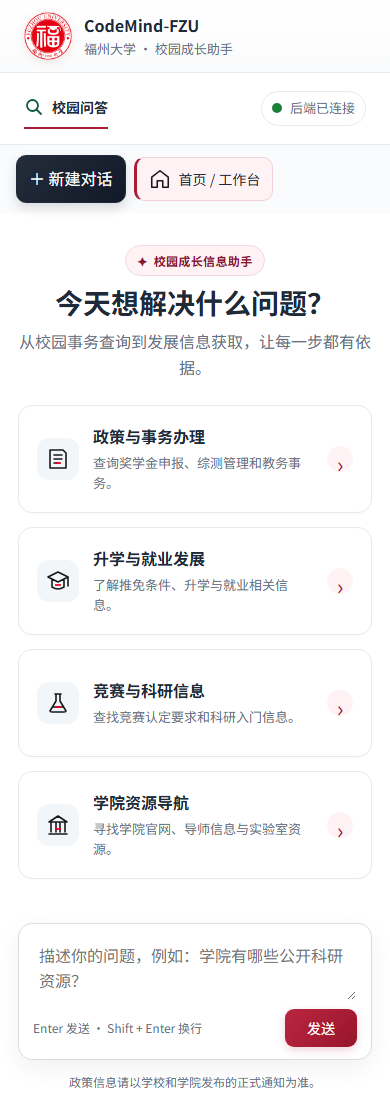 CodeMind-FZU
福州大学 · 校园成长助手
校园问答
后端已连接
+ 新建对话
首页 / 工作台
✦ 校园成长信息助手
今天想解决什么问题？
从校园事务查询到发展信息获取，让每一步都有依
据。
政策与事务办理
查询奖学金申报、综测管理和教务事
务。
›
升学与就业发展
了解推免条件、升学与就业相关信
息。
›
竞赛与科研信息
查找竞赛认定要求和科研入门信息。
›
学院资源导航
寻找学院官网、导师信息与实验室资
源。
›
描述你的问题，例如：学院有哪些公开科研
资源？
Enter 发送 · Shift + Enter 换行
发送
政策信息请以学校和学院发布的正式通知为准。